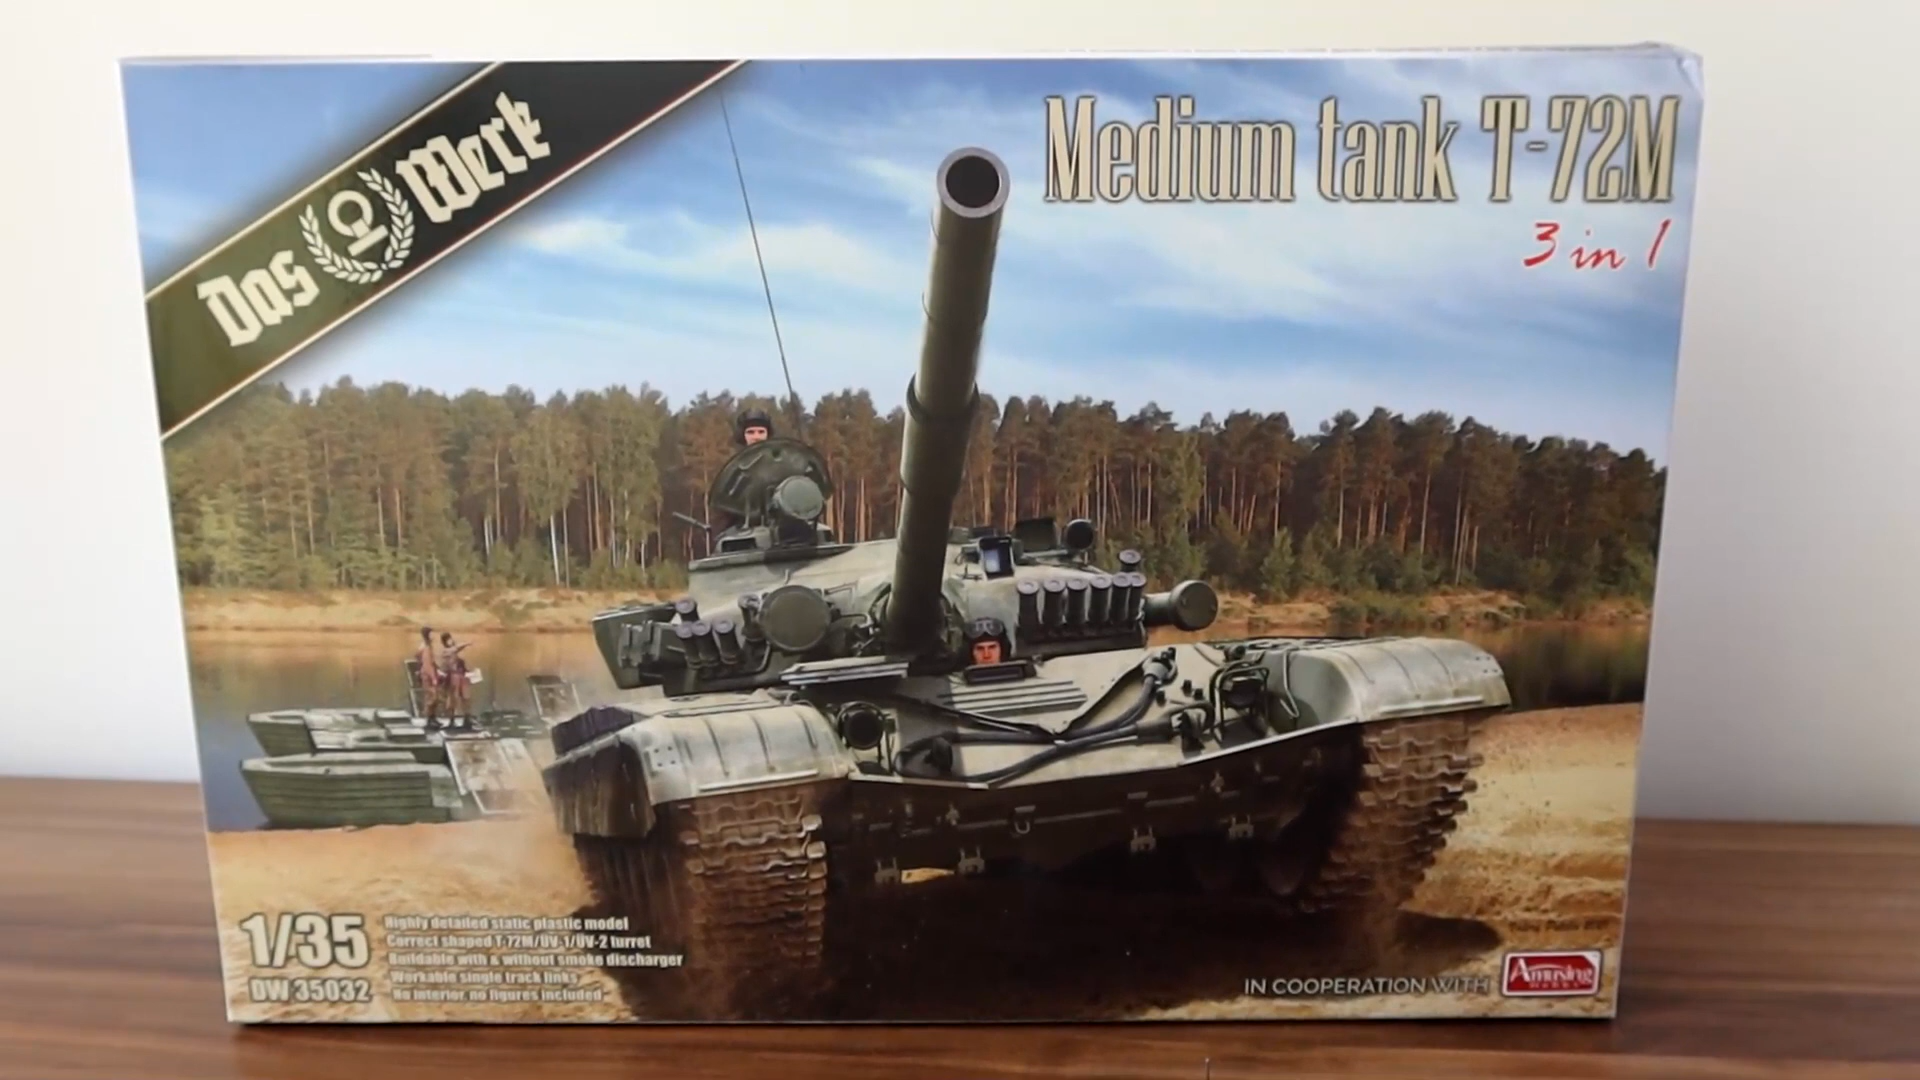 Das Werk
Medium tank T-72M
3 in 1
1/35
DW 35032
Highly detailed static plastic model
Correct shaped T-72M/UV-1/UV-2 turret
Buildable with & without smoke discharger
Workable single track links
No interior, no figures included
IN COOPERATION WITH
Amusing
HOBBY